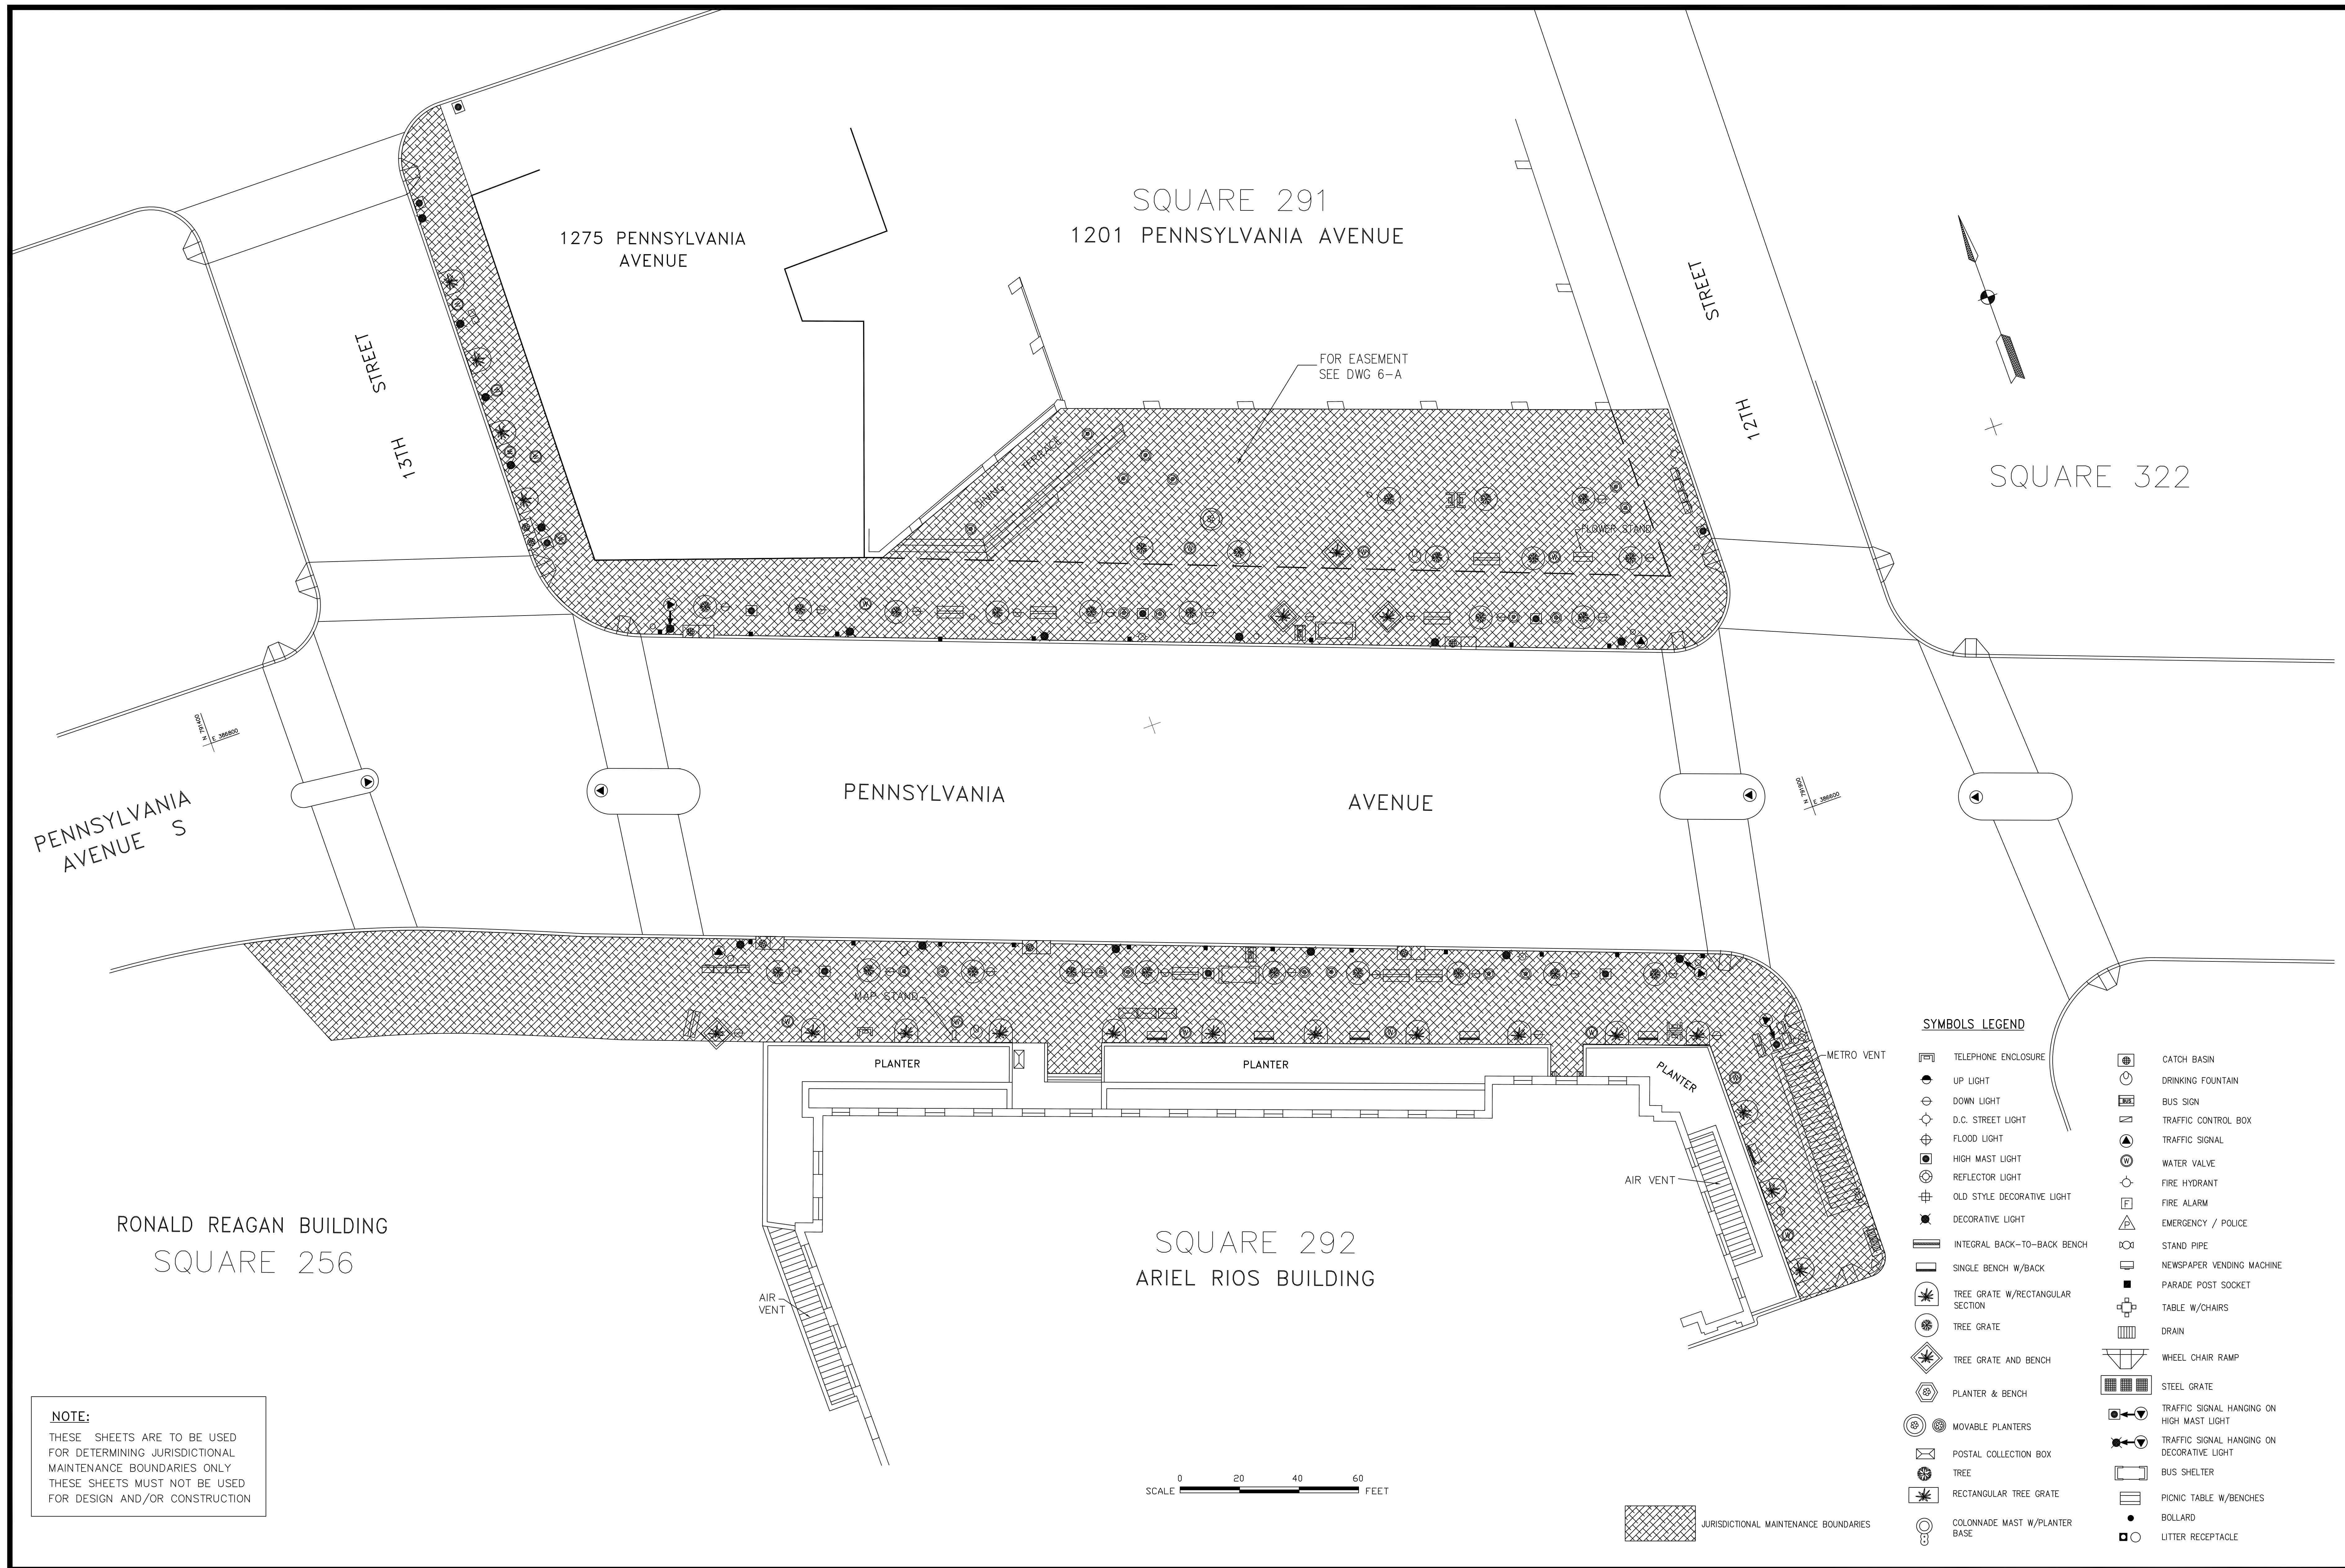 SQUARE 291
1201 PENNSYLVANIA AVENUE
1275 PENNSYLVANIA
AVENUE
13TH STREET
12TH STREET
FOR EASEMENT
SEE DWG 6-A
SQUARE 322
DINING TERRACE
FLOWER STAND
N 791400
E 386800
PENNSYLVANIA AVENUE
PENNSYLVANIA
AVENUE S
E 386600
MAP STAND
PLANTER
PLANTER
PLANTER
METRO VENT
AIR VENT
AIR
VENT
RONALD REAGAN BUILDING
SQUARE 256
SQUARE 292
ARIEL RIOS BUILDING
NOTE:
THESE SHEETS ARE TO BE USED
FOR DETERMINING JURISDICTIONAL
MAINTENANCE BOUNDARIES ONLY
THESE SHEETS MUST NOT BE USED
FOR DESIGN AND/OR CONSTRUCTION
0 20 40 60
SCALE FEET
JURISDICTIONAL MAINTENANCE BOUNDARIES
SYMBOLS LEGEND
TELEPHONE ENCLOSURE
UP LIGHT
DOWN LIGHT
D.C. STREET LIGHT
FLOOD LIGHT
HIGH MAST LIGHT
REFLECTOR LIGHT
OLD STYLE DECORATIVE LIGHT
DECORATIVE LIGHT
INTEGRAL BACK-TO-BACK BENCH
SINGLE BENCH W/BACK
TREE GRATE W/RECTANGULAR
SECTION
TREE GRATE
TREE GRATE AND BENCH
PLANTER & BENCH
MOVABLE PLANTERS
POSTAL COLLECTION BOX
TREE
RECTANGULAR TREE GRATE
COLONNADE MAST W/PLANTER
BASE
CATCH BASIN
DRINKING FOUNTAIN
BUS SIGN
TRAFFIC CONTROL BOX
TRAFFIC SIGNAL
W WATER VALVE
FIRE HYDRANT
F FIRE ALARM
P EMERGENCY / POLICE
STAND PIPE
NEWSPAPER VENDING MACHINE
PARADE POST SOCKET
TABLE W/CHAIRS
DRAIN
WHEEL CHAIR RAMP
STEEL GRATE
TRAFFIC SIGNAL HANGING ON
HIGH MAST LIGHT
TRAFFIC SIGNAL HANGING ON
DECORATIVE LIGHT
BUS SHELTER
PICNIC TABLE W/BENCHES
BOLLARD
LITTER RECEPTACLE